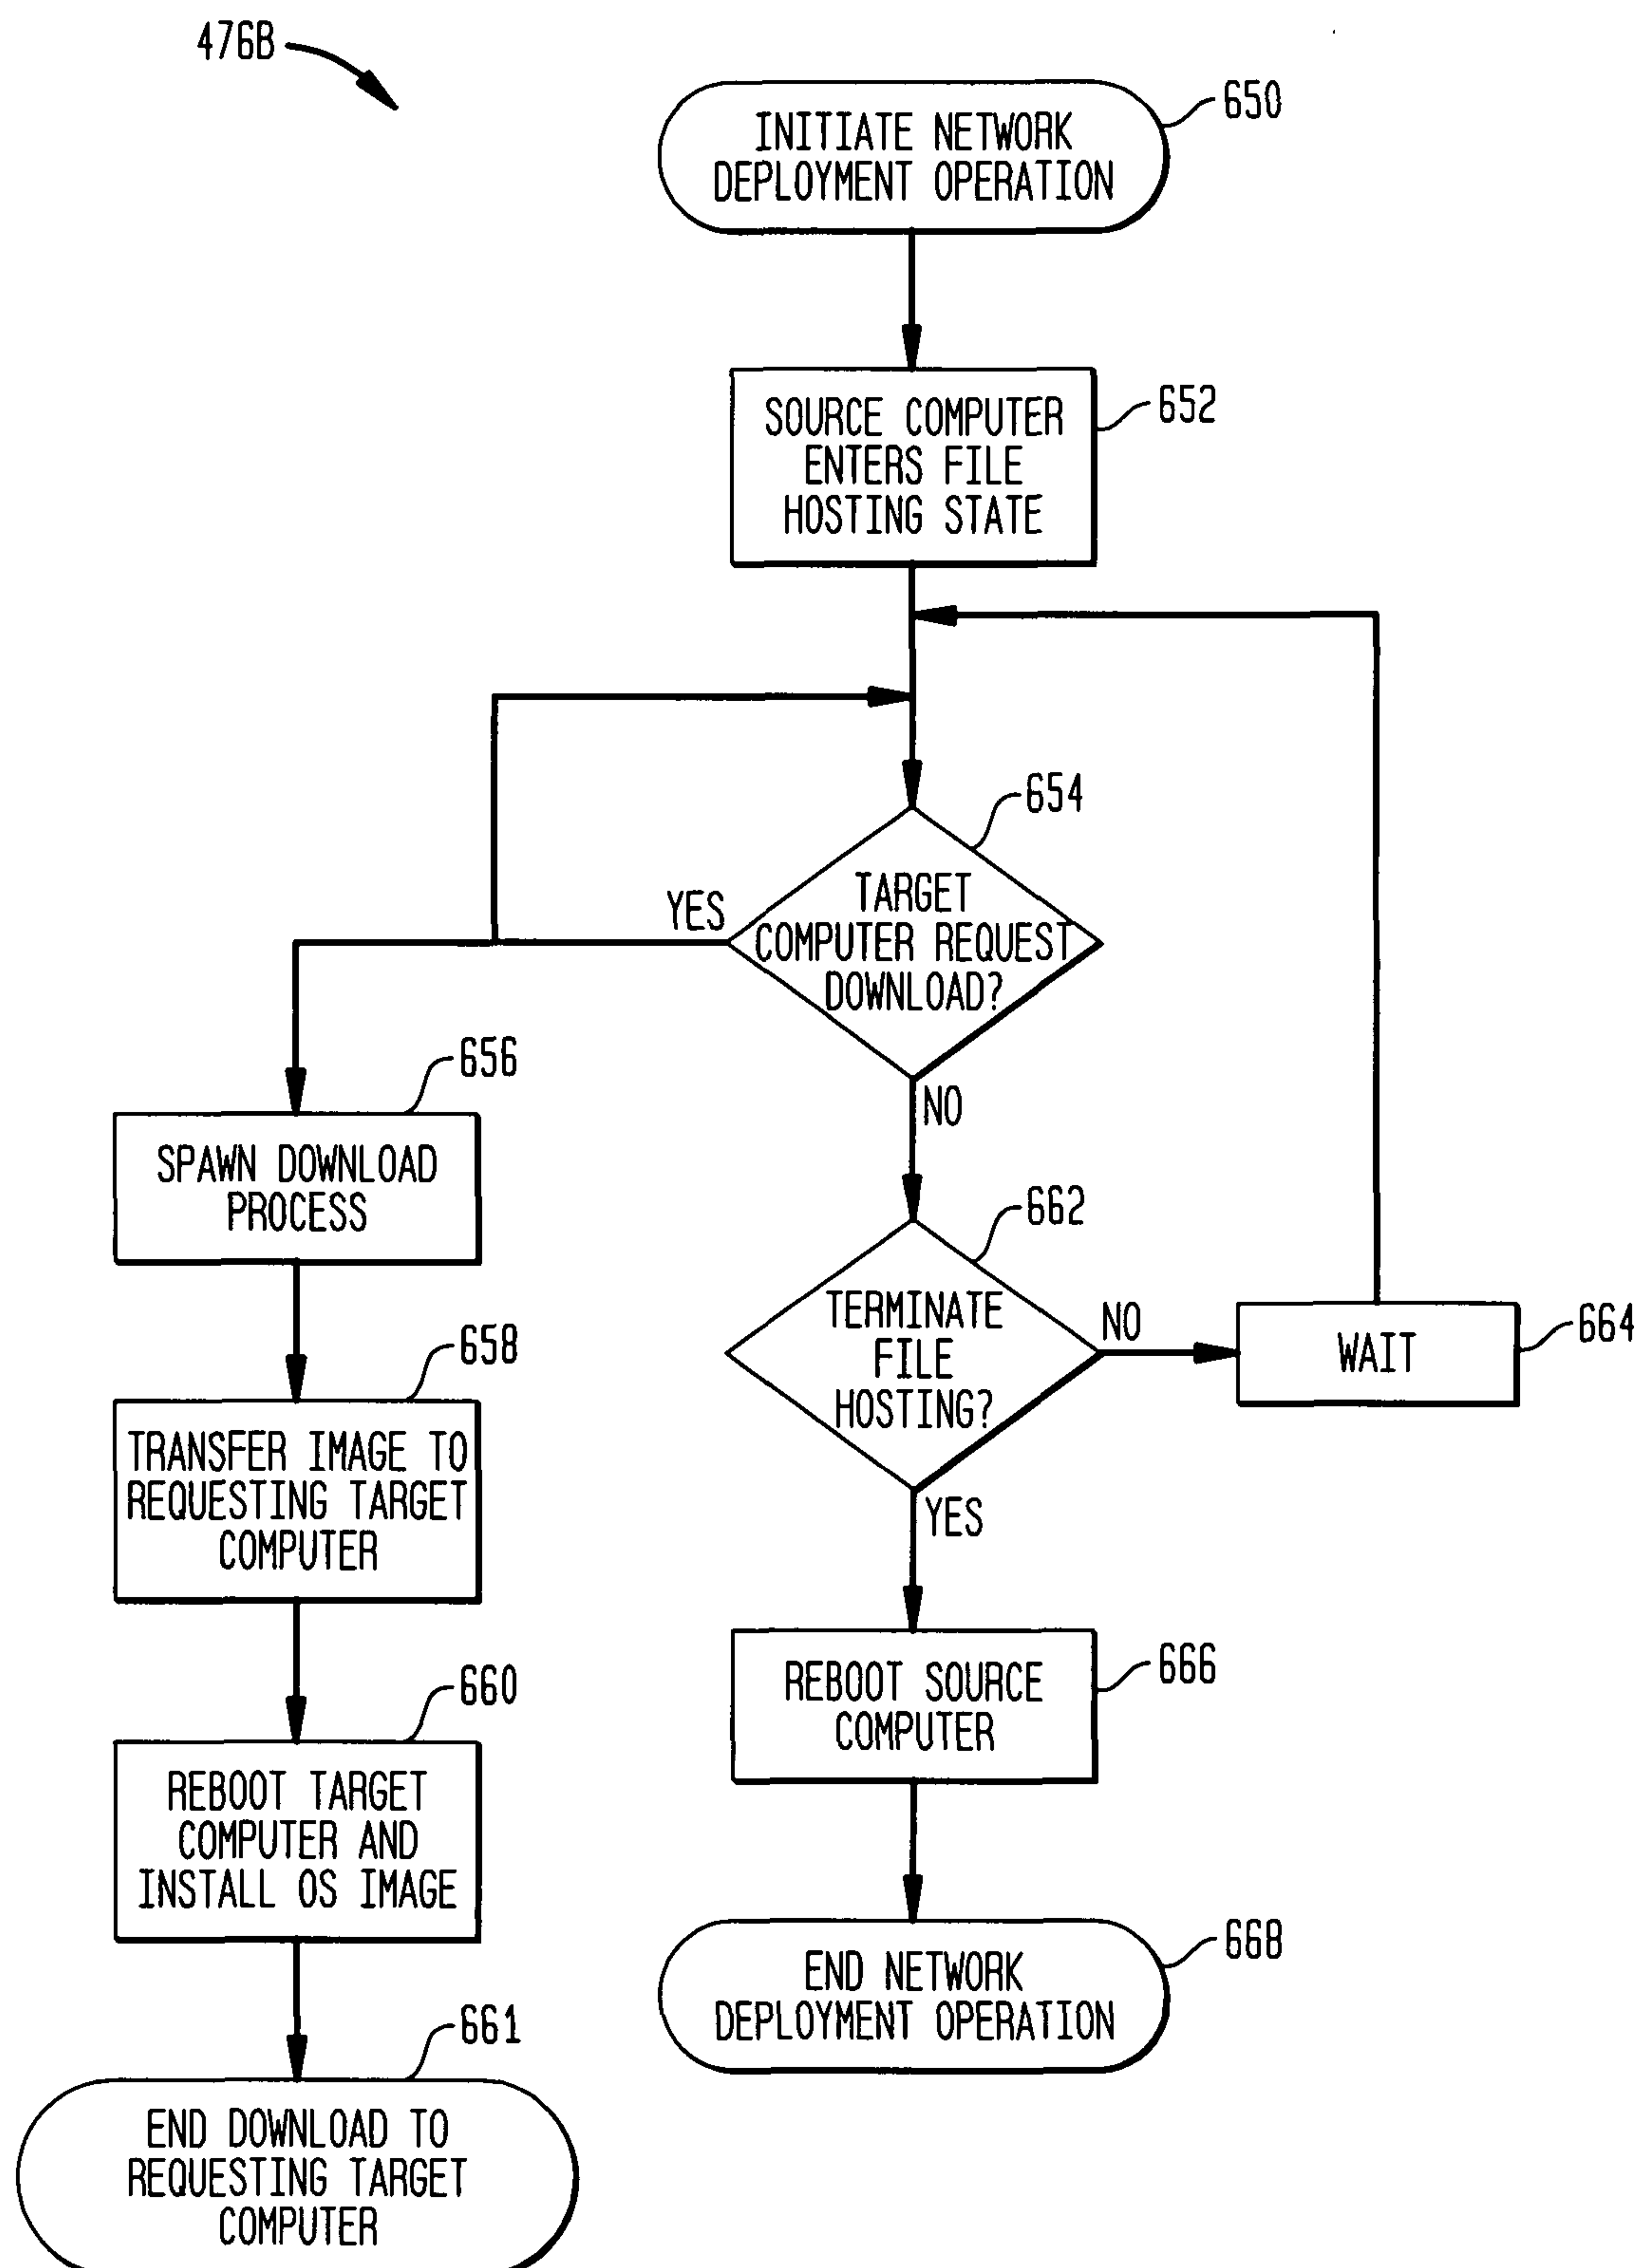 476B
INITIATE NETWORK
DEPLOYMENT OPERATION
650
SOURCE COMPUTER
ENTERS FILE
HOSTING STATE
652
654
TARGET
COMPUTER REQUEST
DOWNLOAD?
YES
NO
656
SPAWN DOWNLOAD
PROCESS
658
TRANSFER IMAGE TO
REQUESTING TARGET
COMPUTER
660
REBOOT TARGET
COMPUTER AND
INSTALL OS IMAGE
661
END DOWNLOAD TO
REQUESTING TARGET
COMPUTER
662
TERMINATE
FILE
HOSTING?
NO
WAIT
664
YES
REBOOT SOURCE
COMPUTER
666
END NETWORK
DEPLOYMENT OPERATION
668